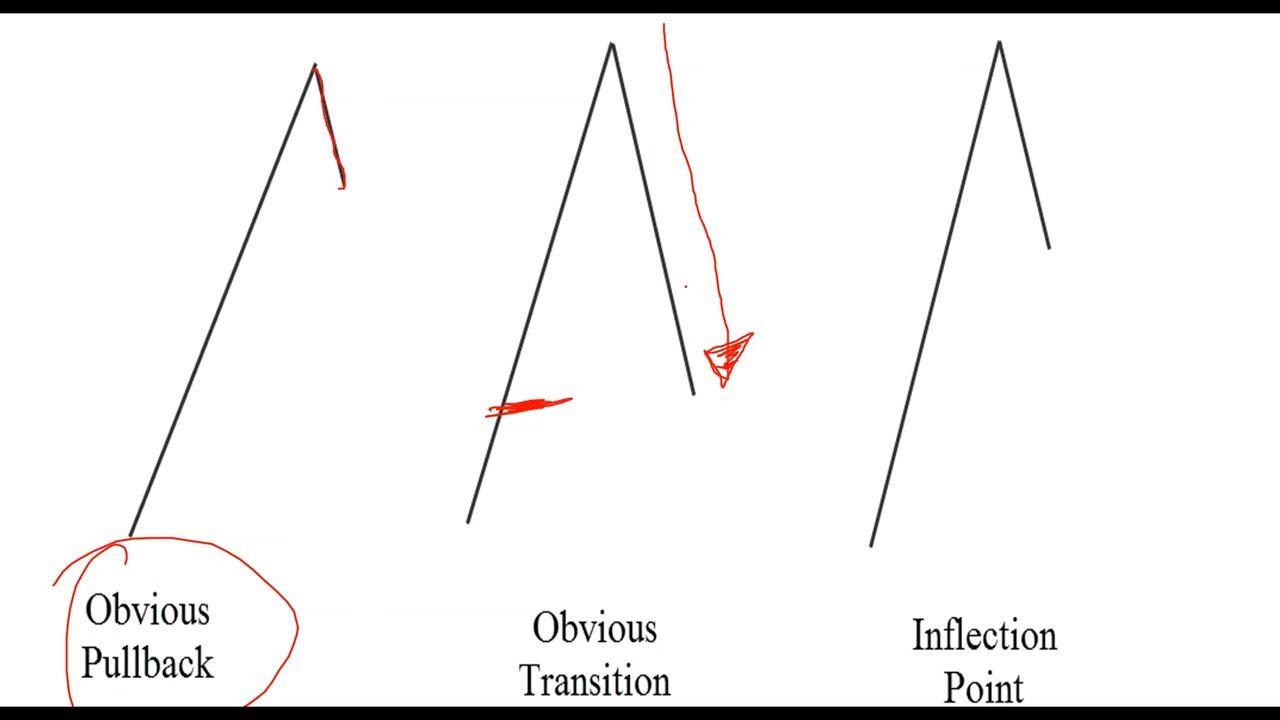 Obvious
Pullback
Obvious
Transition
Inflection
Point